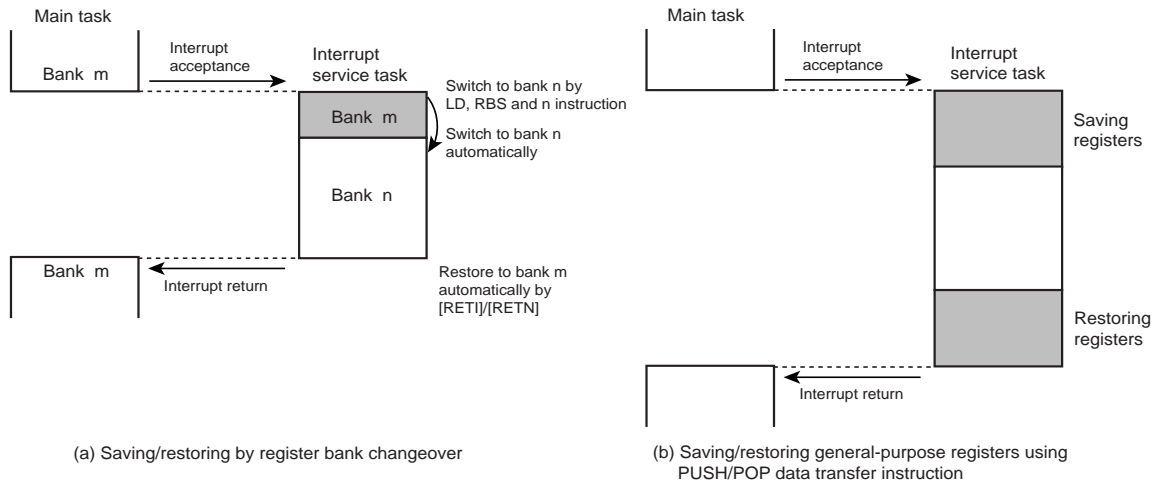 Main task
Bank m
Interrupt
acceptance
Interrupt
service task
Switch to bank n by
LD, RBS and n instruction
Bank m
Switch to bank n
automatically
Bank n
Bank m
Interrupt return
Restore to bank m
automatically by
[RETI]/[RETN]
(a) Saving/restoring by register bank changeover
Main task
Interrupt
acceptance
Interrupt
service task
Saving
registers
Restoring
registers
Interrupt return
(b) Saving/restoring general-purpose registers using
PUSH/POP data transfer instruction